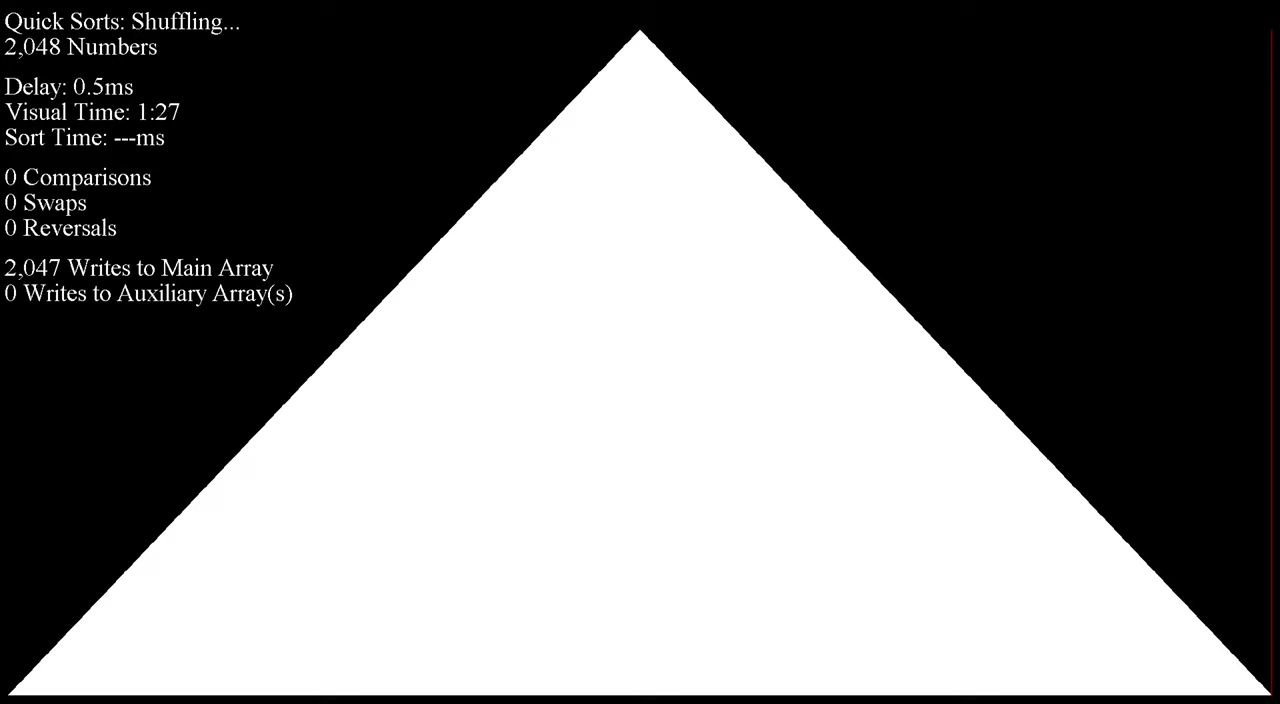 Quick Sorts: Shuffling...
2,048 Numbers
Delay: 0.5ms
Visual Time: 1:27
Sort Time: ---ms
0 Comparisons
0 Swaps
0 Reversals
2,047 Writes to Main Array
0 Writes to Auxiliary Array(s)